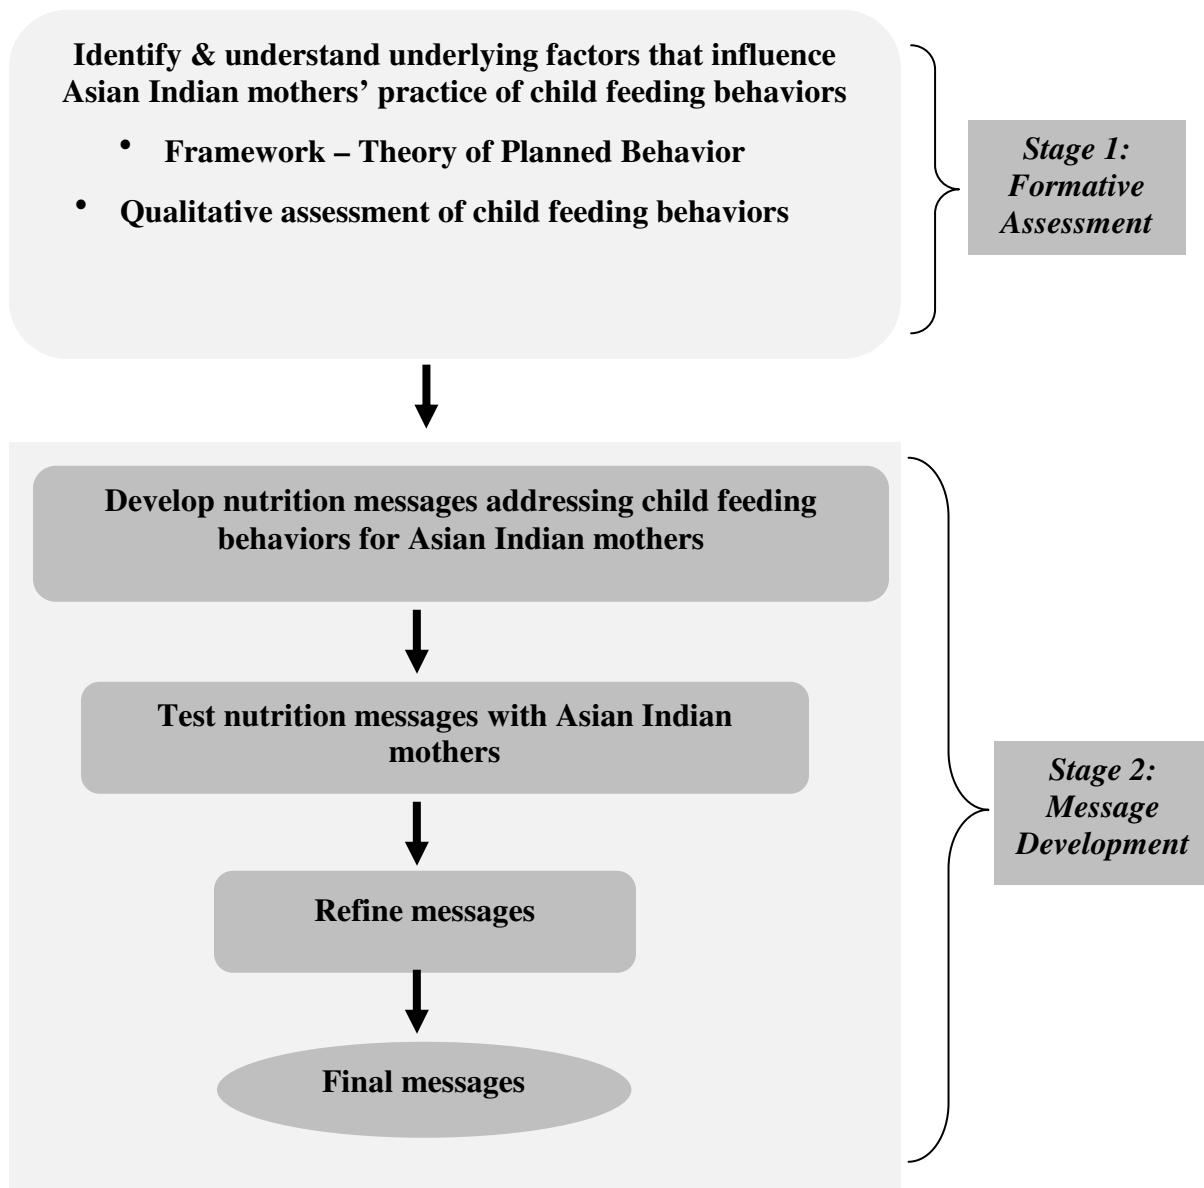 Identify & understand underlying factors that influence
Asian Indian mothers’ practice of child feeding behaviors
• Framework – Theory of Planned Behavior
• Qualitative assessment of child feeding behaviors
Stage 1:
Formative
Assessment
Develop nutrition messages addressing child feeding
behaviors for Asian Indian mothers
Test nutrition messages with Asian Indian
mothers
Refine messages
Final messages
Stage 2:
Message
Development